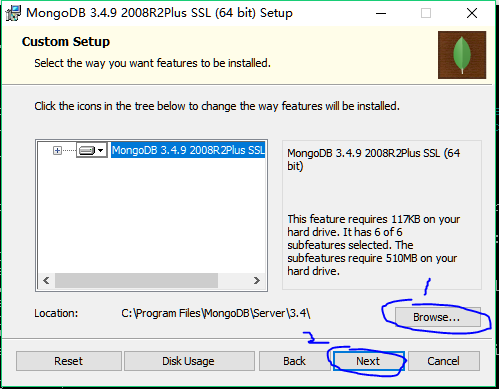 MongoDB 3.4.9 2008R2Plus SSL (64 bit) Setup
Custom Setup
Select the way you want features to be installed.
Click the icons in the tree below to change the way features will be installed.
MongoDB 3.4.9 2008R2Plus SSL
MongoDB 3.4.9 2008R2Plus SSL (64
bit)
This feature requires 117KB on your
hard drive. It has 6 of 6
subfeatures selected. The
subfeatures require 510MB on your
hard drive.
1
Location: C:\Program Files\MongoDB\Server\3.4\ Browse...
2
Reset Disk Usage Back Next Cancel